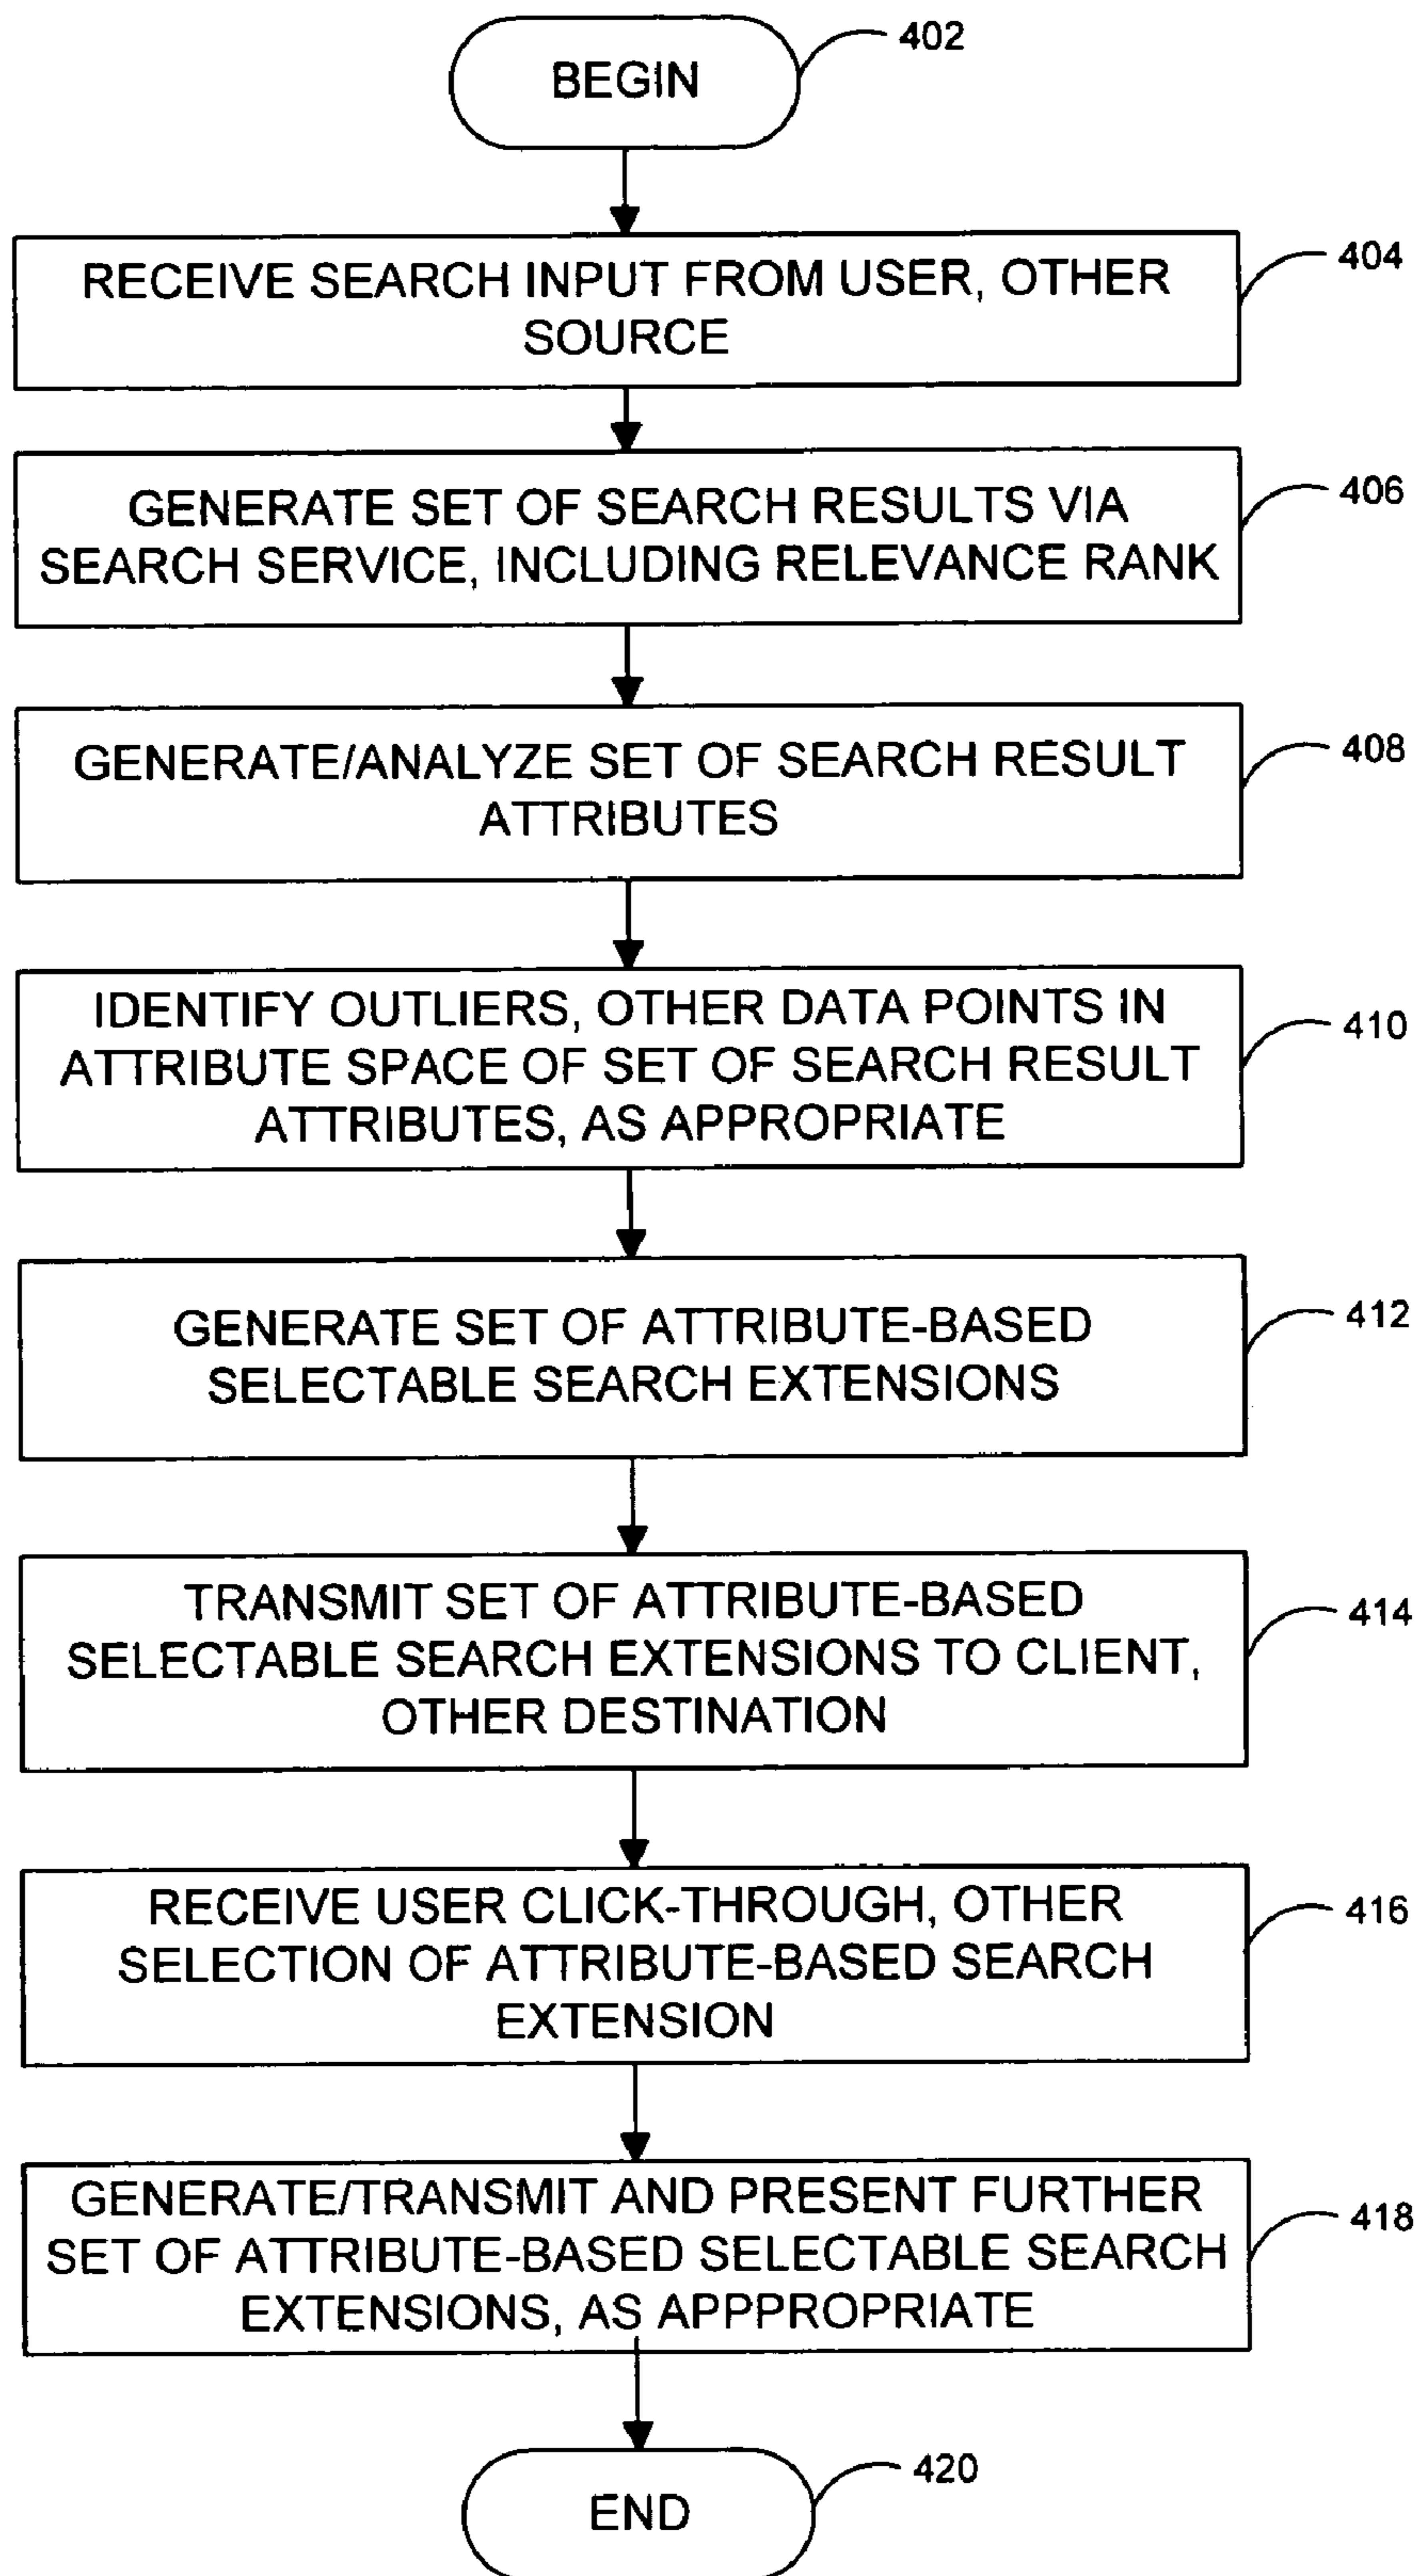 BEGIN
402
RECEIVE SEARCH INPUT FROM USER, OTHER
SOURCE
404
GENERATE SET OF SEARCH RESULTS VIA
SEARCH SERVICE, INCLUDING RELEVANCE RANK
406
GENERATE/ANALYZE SET OF SEARCH RESULT
ATTRIBUTES
408
IDENTIFY OUTLIERS, OTHER DATA POINTS IN
ATTRIBUTE SPACE OF SET OF SEARCH RESULT
ATTRIBUTES, AS APPROPRIATE
410
GENERATE SET OF ATTRIBUTE-BASED
SELECTABLE SEARCH EXTENSIONS
412
TRANSMIT SET OF ATTRIBUTE-BASED
SELECTABLE SEARCH EXTENSIONS TO CLIENT,
OTHER DESTINATION
414
RECEIVE USER CLICK-THROUGH, OTHER
SELECTION OF ATTRIBUTE-BASED SEARCH
EXTENSION
416
GENERATE/TRANSMIT AND PRESENT FURTHER
SET OF ATTRIBUTE-BASED SELECTABLE SEARCH
EXTENSIONS, AS APPPROPRIATE
418
END
420